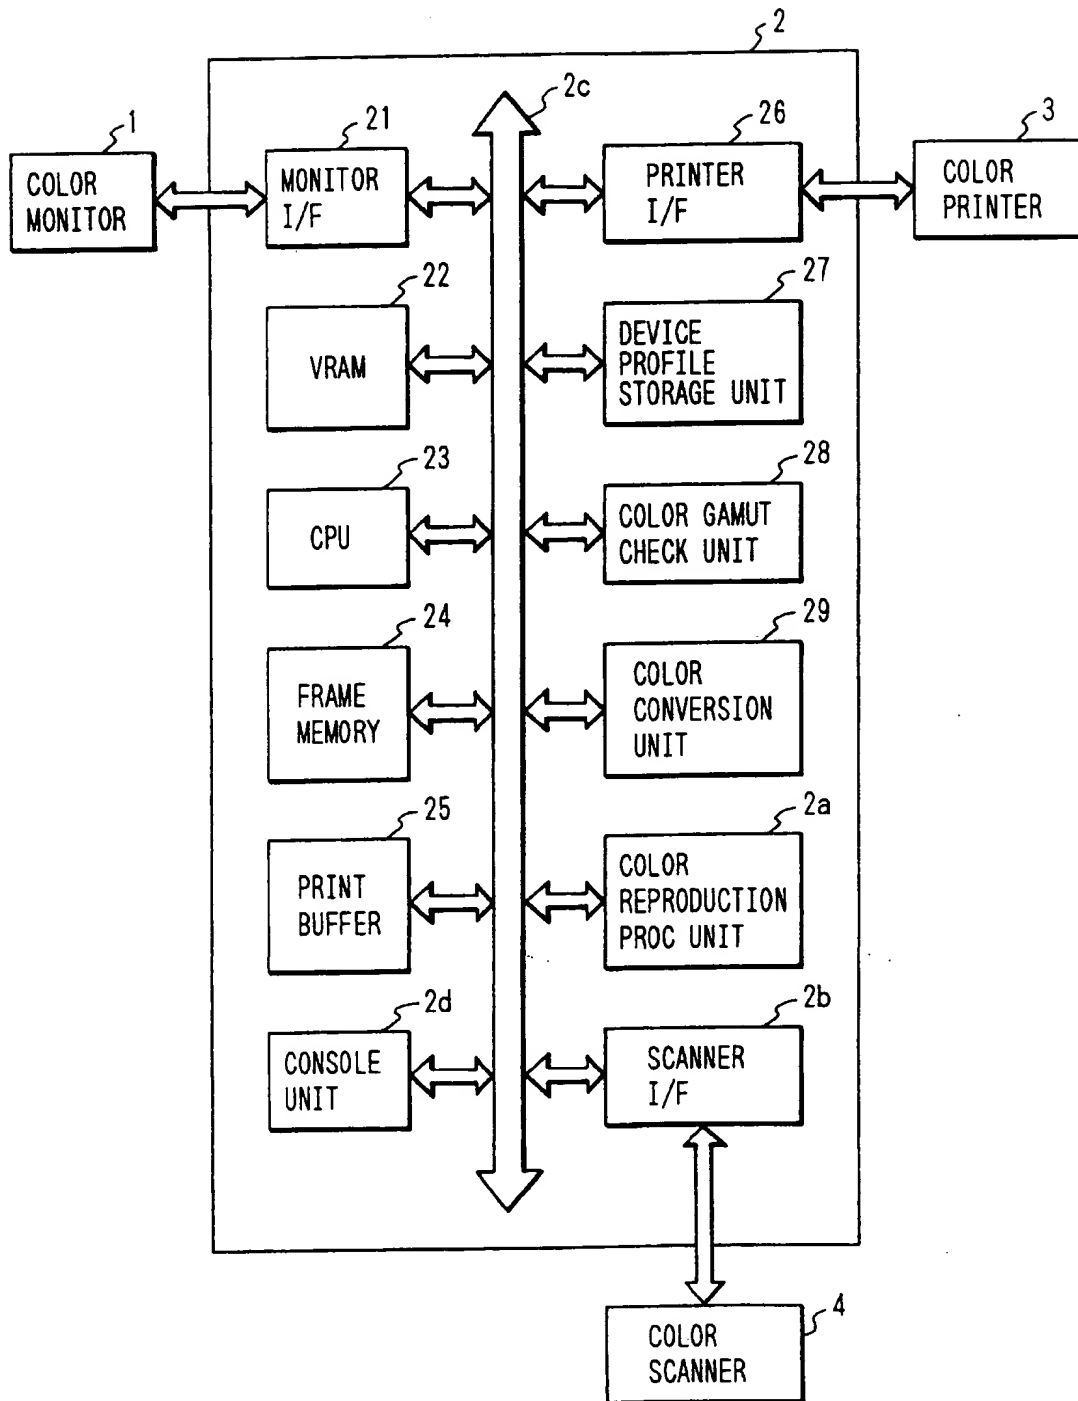 2
2c
1
COLOR
MONITOR
21
MONITOR
I/F
26
PRINTER
I/F
3
COLOR
PRINTER
22
VRAM
27
DEVICE
PROFILE
STORAGE UNIT
23
CPU
28
COLOR GAMUT
CHECK UNIT
24
FRAME
MEMORY
29
COLOR
CONVERSION
UNIT
25
PRINT
BUFFER
2a
COLOR
REPRODUCTION
PROC UNIT
2d
CONSOLE
UNIT
2b
SCANNER
I/F
4
COLOR
SCANNER